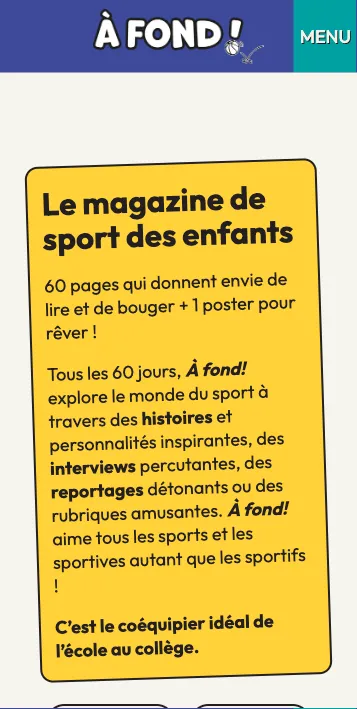 À FOND !
MENU
Le magazine de
sport des enfants
60 pages qui donnent envie de
lire et de bouger + 1 poster pour
rêver !
Tous les 60 jours, À fond!
explore le monde du sport à
travers des histoires et
personnalités inspirantes, des
interviews percutantes, des
reportages détonants ou des
rubriques amusantes. À fond!
aime tous les sports et les
sportives autant que les sportifs
!
C’est le coéquipier idéal de
l’école au collège.